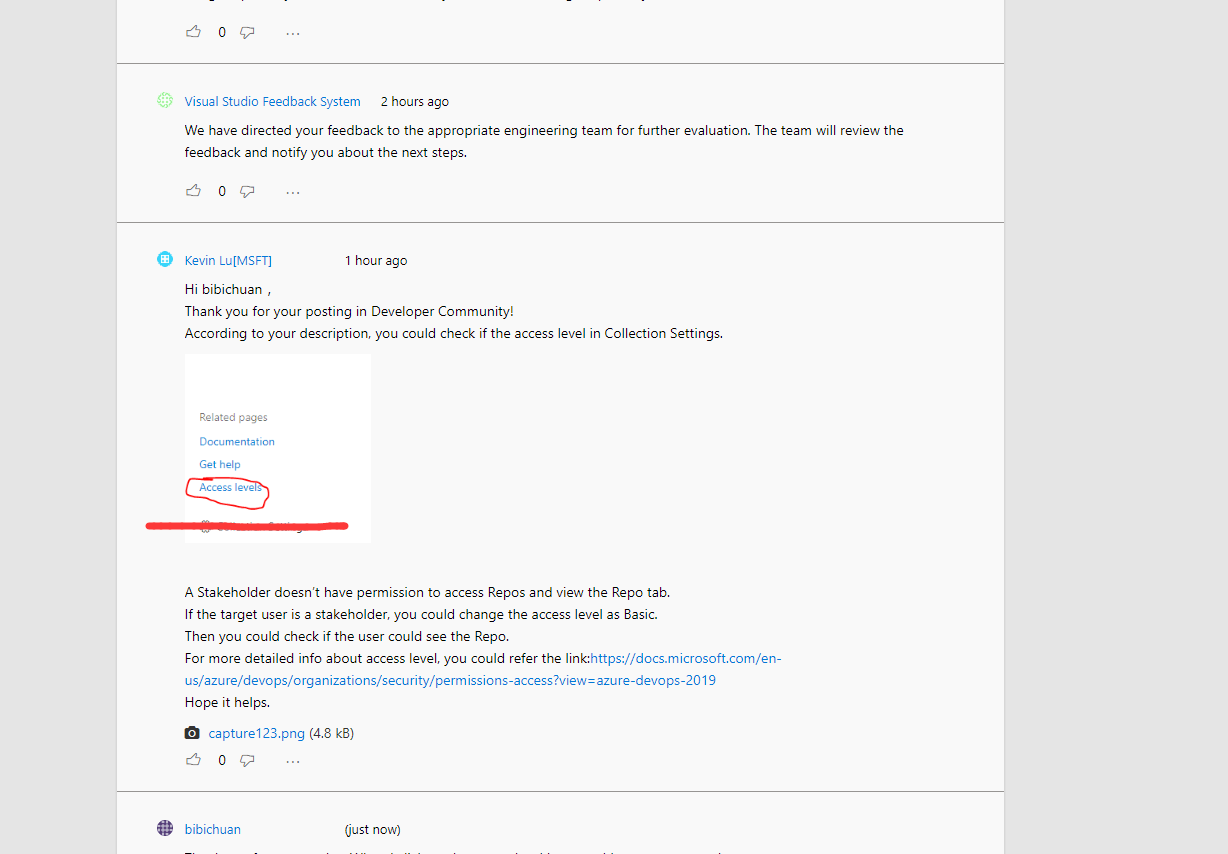 0
...
Visual Studio Feedback System 2 hours ago
We have directed your feedback to the appropriate engineering team for further evaluation. The team will review the
feedback and notify you about the next steps.
0
...
Kevin Lu[MSFT] 1 hour ago
Hi bibichuan ,
Thank you for your posting in Developer Community!
According to your description, you could check if the access level in Collection Settings.
Related pages
Documentation
Get help
Access levels
A Stakeholder doesn't have permission to access Repos and view the Repo tab.
If the target user is a stakeholder, you could change the access level as Basic.
Then you could check if the user could see the Repo.
For more detailed info about access level, you could refer the link:https://docs.microsoft.com/en-
us/azure/devops/organizations/security/permissions-access?view=azure-devops-2019
Hope it helps.
capture123.png (4.8 kB)
0
...
bibichuan (just now)